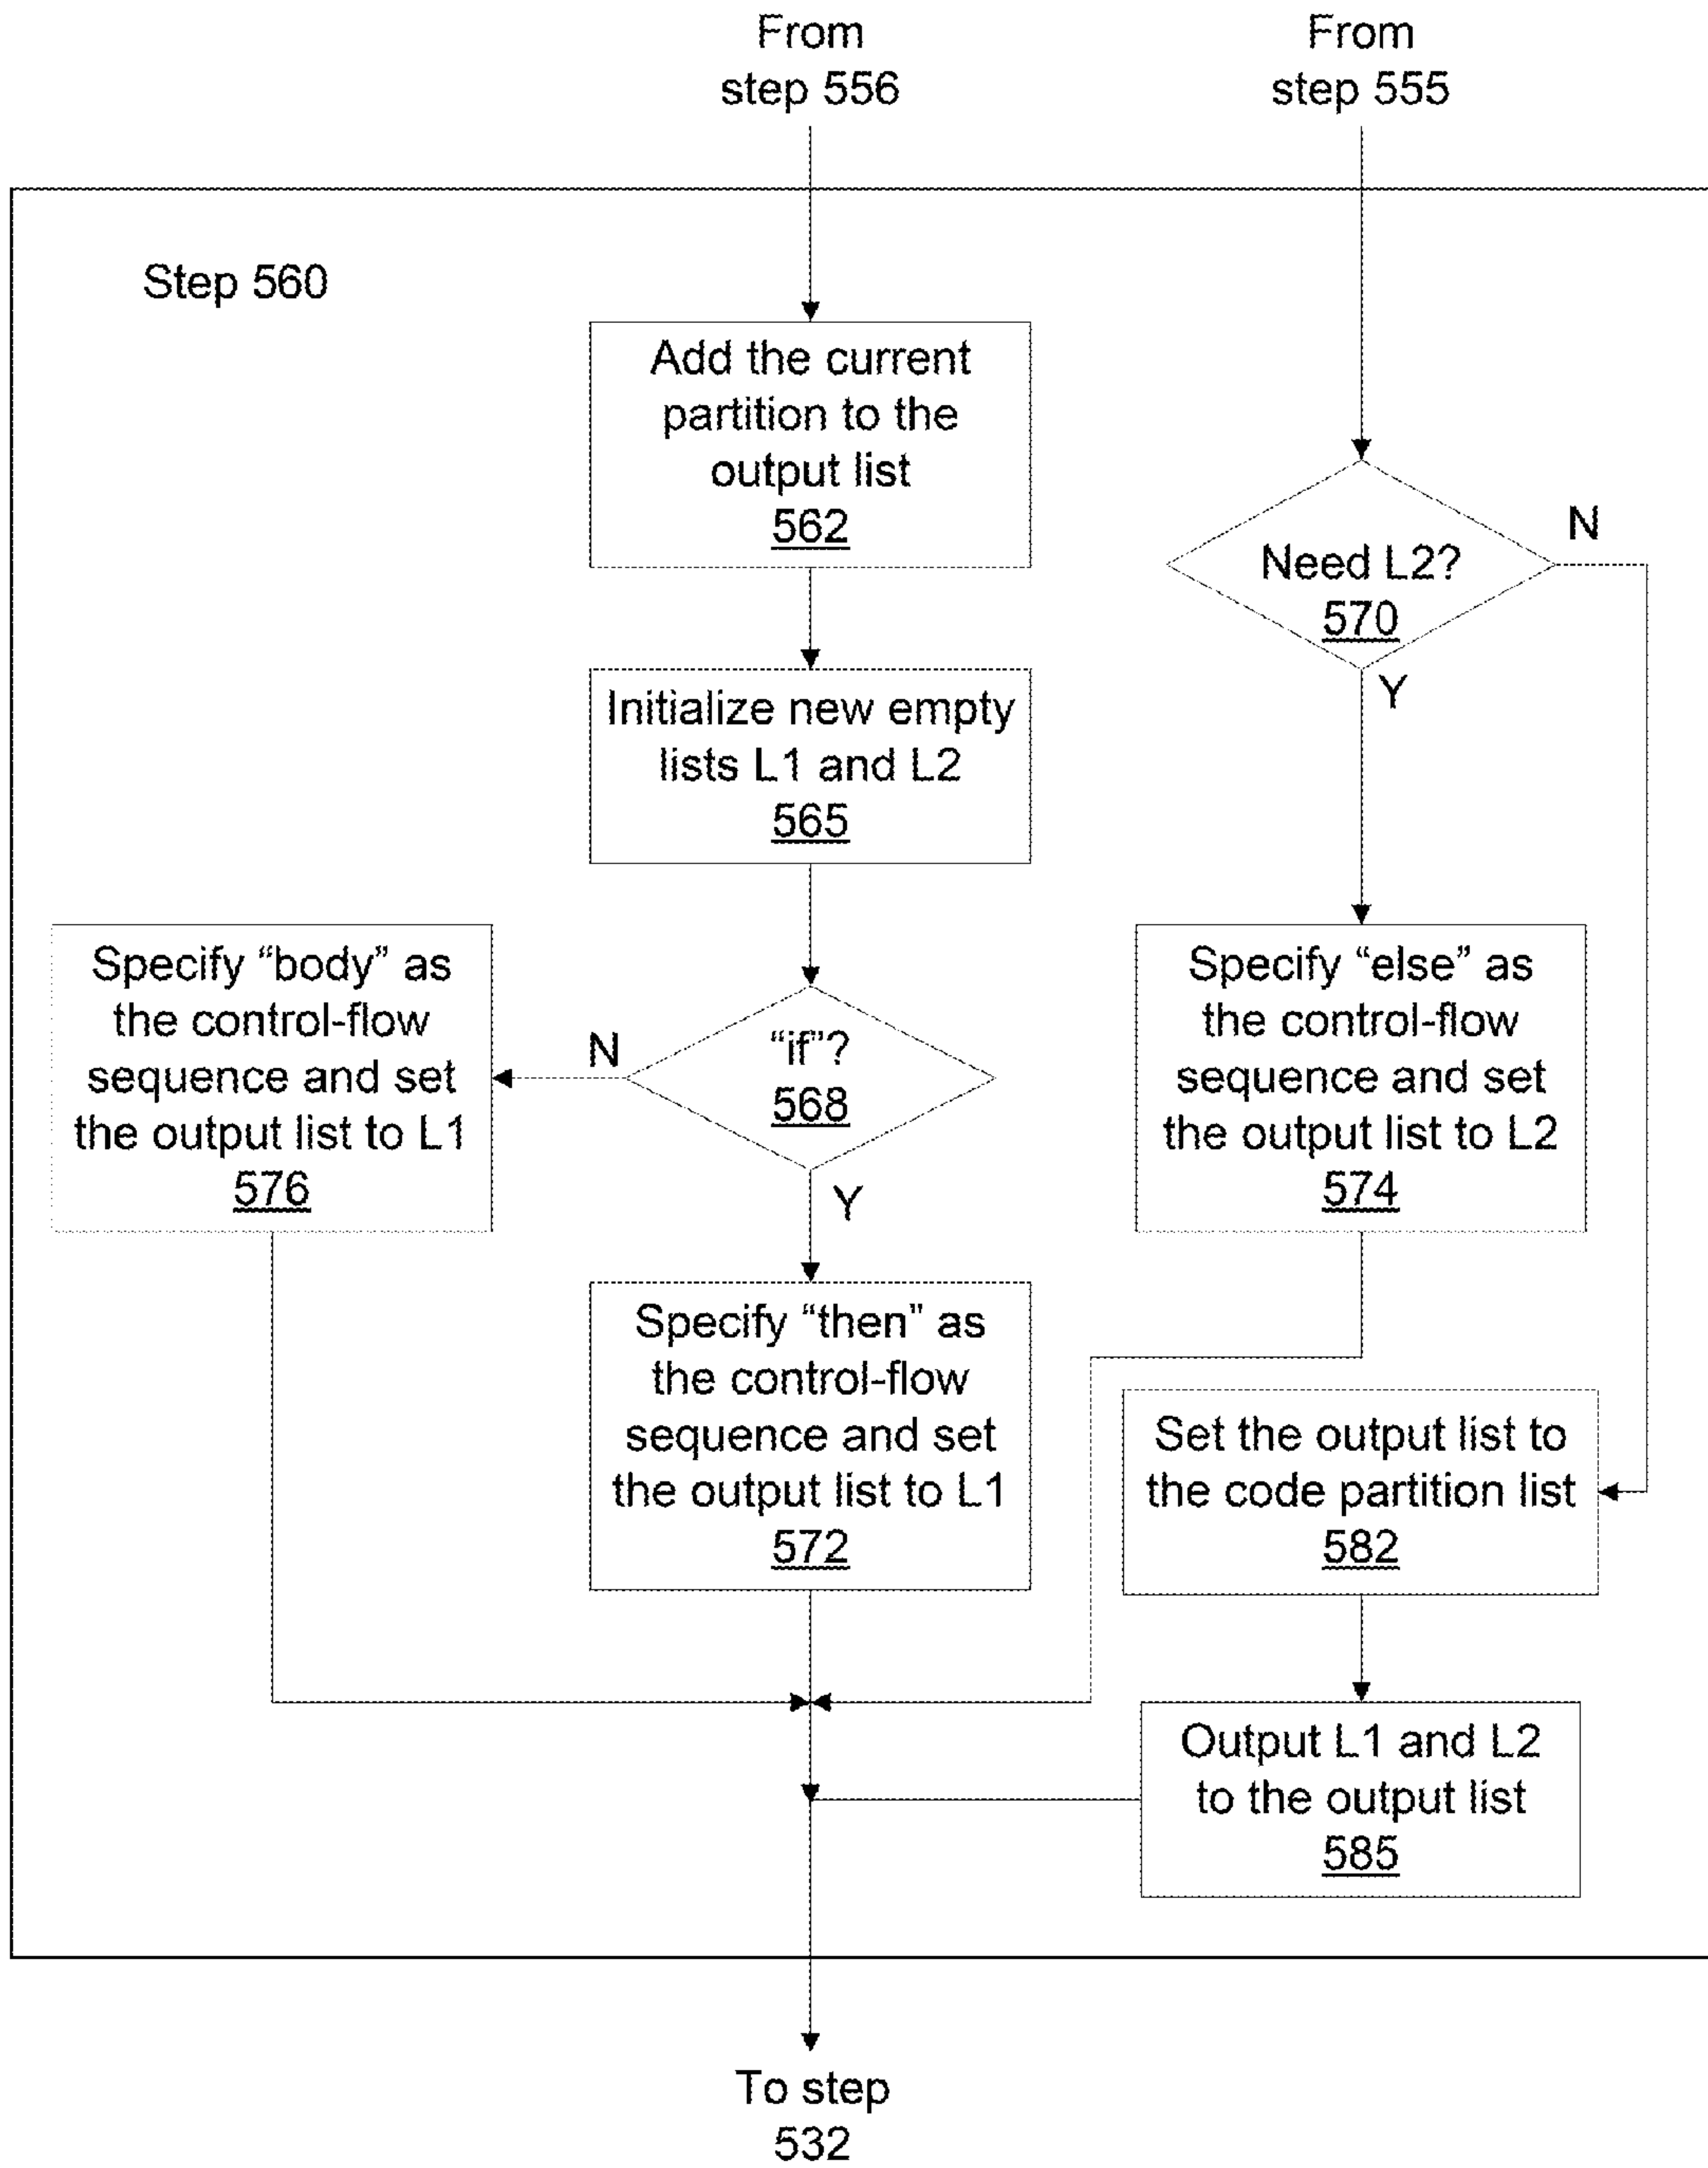 From
step 556
From
step 555
Step 560
Add the current
partition to the
output list
562
Need L2?
570
N
Y
Initialize new empty
lists L1 and L2
565
Specify “body” as
the control-flow
sequence and set
the output list to L1
576
N
“if”?
568
Y
Specify “else” as
the control-flow
sequence and set
the output list to L2
574
Specify “then” as
the control-flow
sequence and set
the output list to L1
572
Set the output list to
the code partition list
582
Output L1 and L2
to the output list
585
To step
532